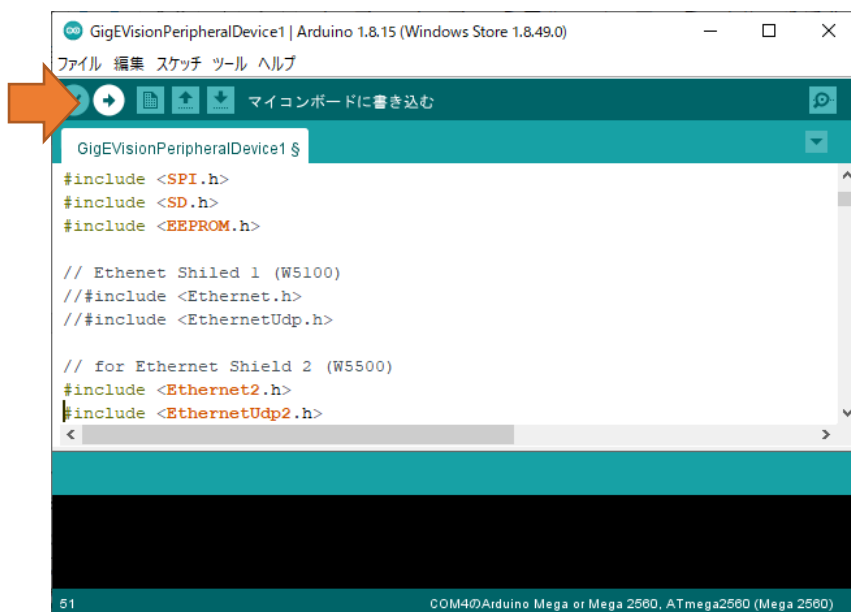 GigEVisionPeripheralDevice1 | Arduino 1.8.15 (Windows Store 1.8.49.0)
ファイル 編集 スケッチ ツール ヘルプ
マイコンボードに書き込む
GigEVisionPeripheralDevice1 §
#include <SPI.h>
#include <SD.h>
#include <EEPROM.h>
// Ethenet Shiled 1 (W5100)
//#include <Ethernet.h>
//#include <EthernetUdp.h>
// for Ethernet Shield 2 (W5500)
#include <Ethernet2.h>
#include <EthernetUdp2.h>
51 COM4のArduino Mega or Mega 2560, ATmega2560 (Mega 2560)